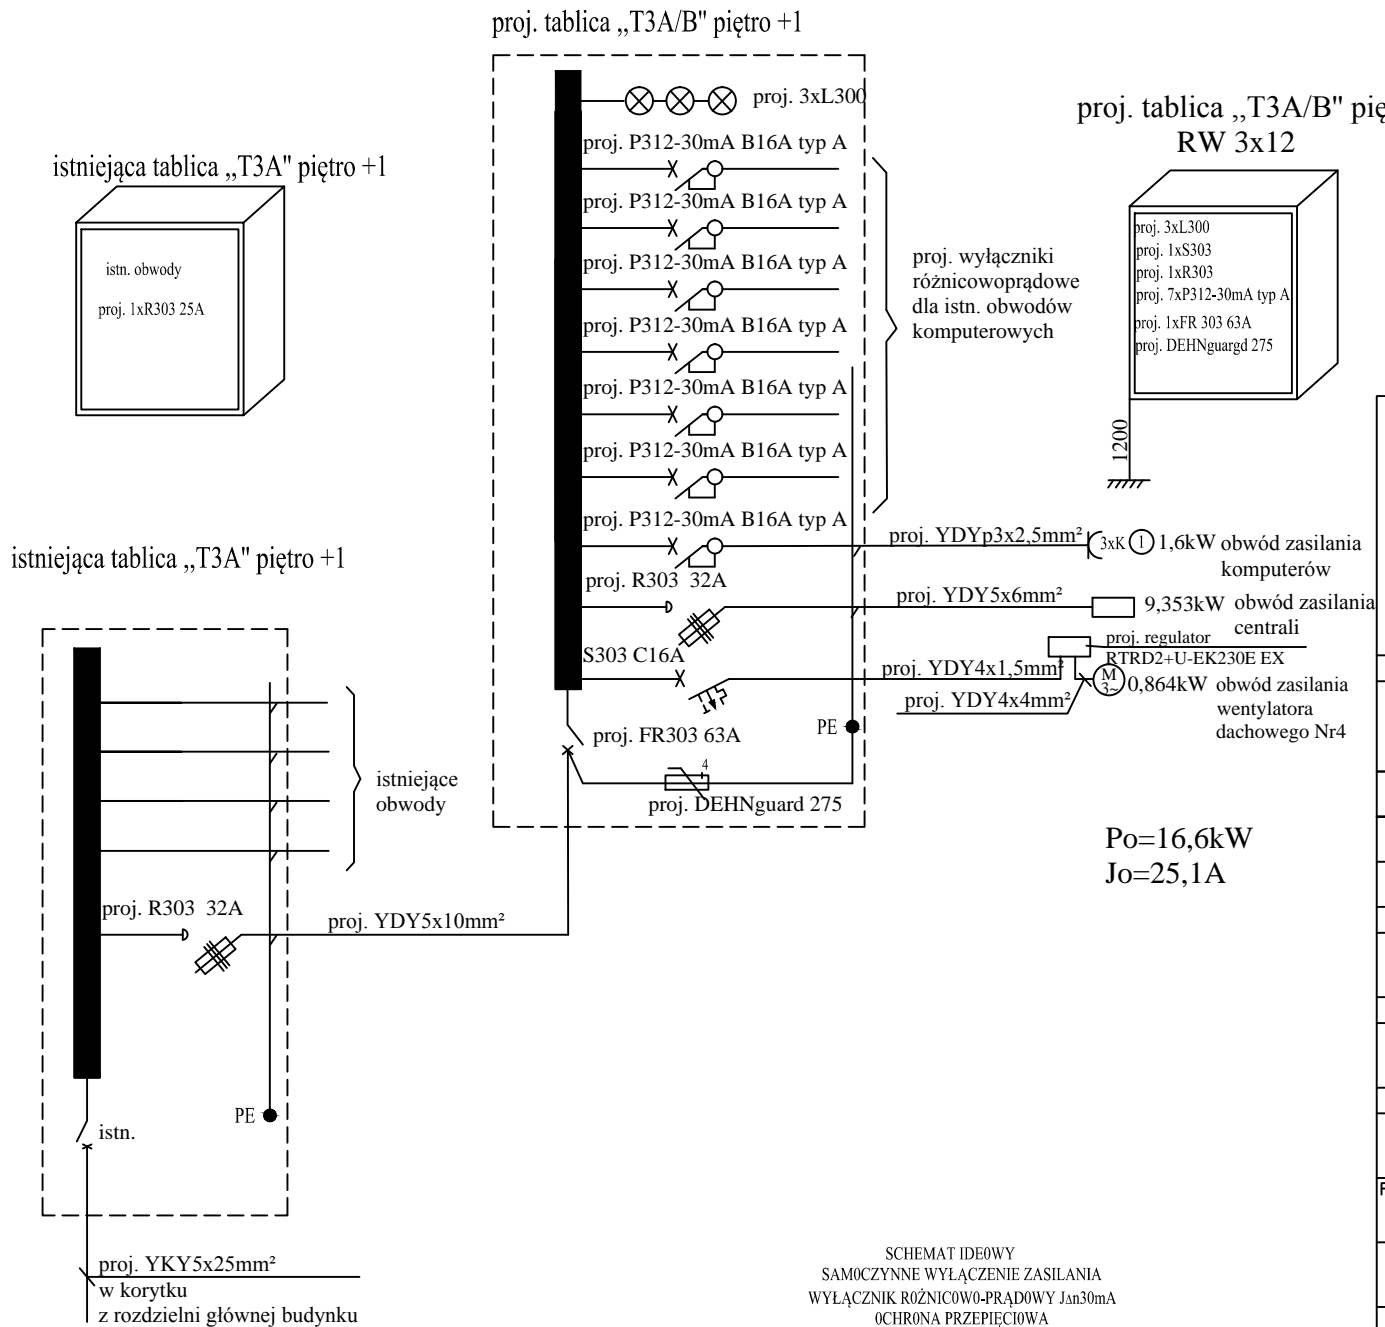 proj. tablica ,,T3A/B" piętro +1
proj. 3xL300
proj. P312-30mA B16A typ A
proj. P312-30mA B16A typ A
proj. P312-30mA B16A typ A
proj. P312-30mA B16A typ A
proj. P312-30mA B16A typ A
proj. P312-30mA B16A typ A
proj. P312-30mA B16A typ A
proj. wyłączniki
różnicowoprądowe
dla istn. obwodów
komputerowych
proj. R303 32A
S303 C16A
proj. FR303 63A
PE
4
proj. DEHNguard 275
istniejąca tablica ,,T3A" piętro +1
istn. obwody
proj. 1xR303 25A
proj. tablica ,,T3A/B" pię
RW 3x12
proj. 3xL300
proj. 1xS303
proj. 1xR303
proj. 7xP312-30mA typ A
proj. 1xFR 303 63A
proj. DEHNguargd 275
1200
proj. YDYp3x2,5mm²
3xK 1 1,6kW obwód zasilania
komputerów
proj. YDY5x6mm²
9,353kW obwód zasilania
centrali
proj. regulator
RTRD2+U-EK230E EX
proj. YDY4x1,5mm²
proj. YDY4x4mm²
M
3~
0,864kW obwód zasilania
wentylatora
dachowego Nr4
Po=16,6kW
Jo=25,1A
istniejąca tablica ,,T3A" piętro +1
istniejące
obwody
proj. R303 32A
proj. YDY5x10mm²
PE
istn.
proj. YKY5x25mm²
w korytku
z rozdzielni głównej budynku
SCHEMAT IDE0WY
SAM0CZYNNE WYŁĄCZENIE ZASILANIA
WYŁĄCZNIK R0ŻNIC0W0-PRĄD0WY J∆n30mA
0CHR0NA PRZEPIĘCI0WA